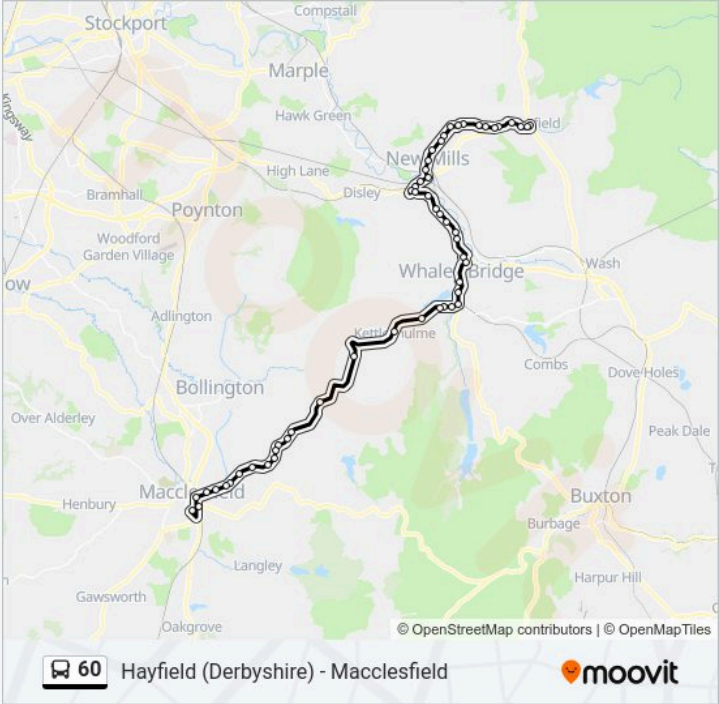 Compstall
Stockport
Marple
Kingsway
Hawk Green
field
New Mills
High Lane
Disley
Bramhall
Poynton
Woodford
Garden Village
Whaley Bridge
Wash
ow
Adlington
Kettleshulme
Combs
Dove Holes
Bollington
Over Alderley
Peak Dale
Macclesfield
Henbury
Buxton
Burbage
Langley
Harpur Hill
Gawsworth
Oakgrove
© OpenStreetMap contributors | © OpenMapTiles
60 Hayfield (Derbyshire) - Macclesfield
moovit